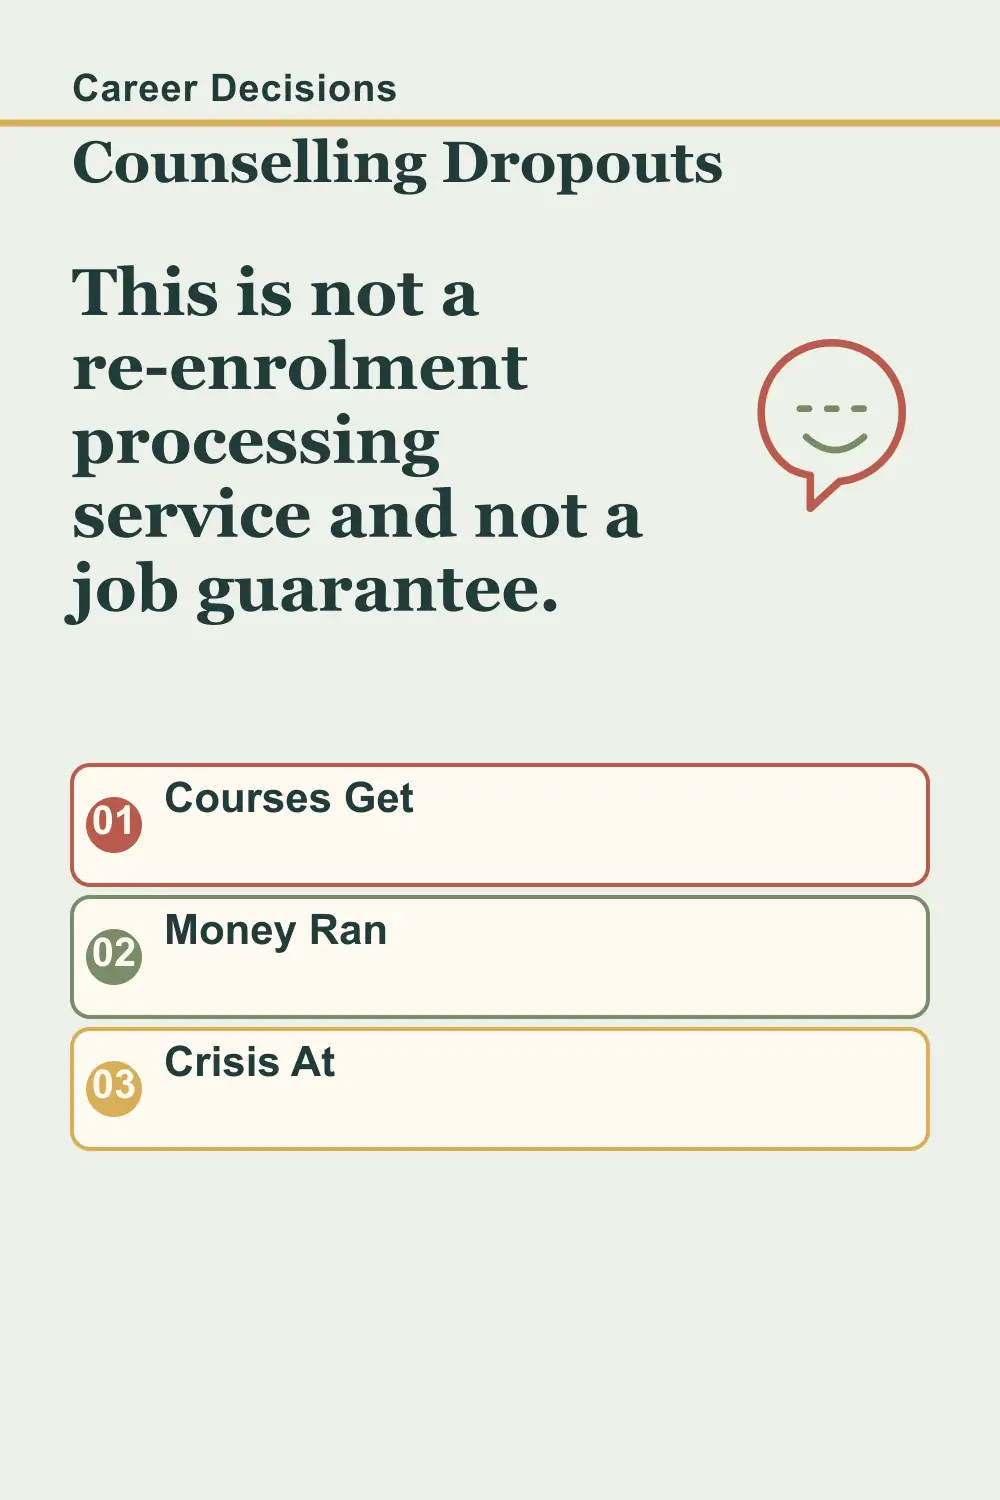 Career Decisions
Counselling Dropouts
This is not a
re-enrolment
processing
service and not a
job guarantee.
01
Courses Get
02
Money Ran
03
Crisis At